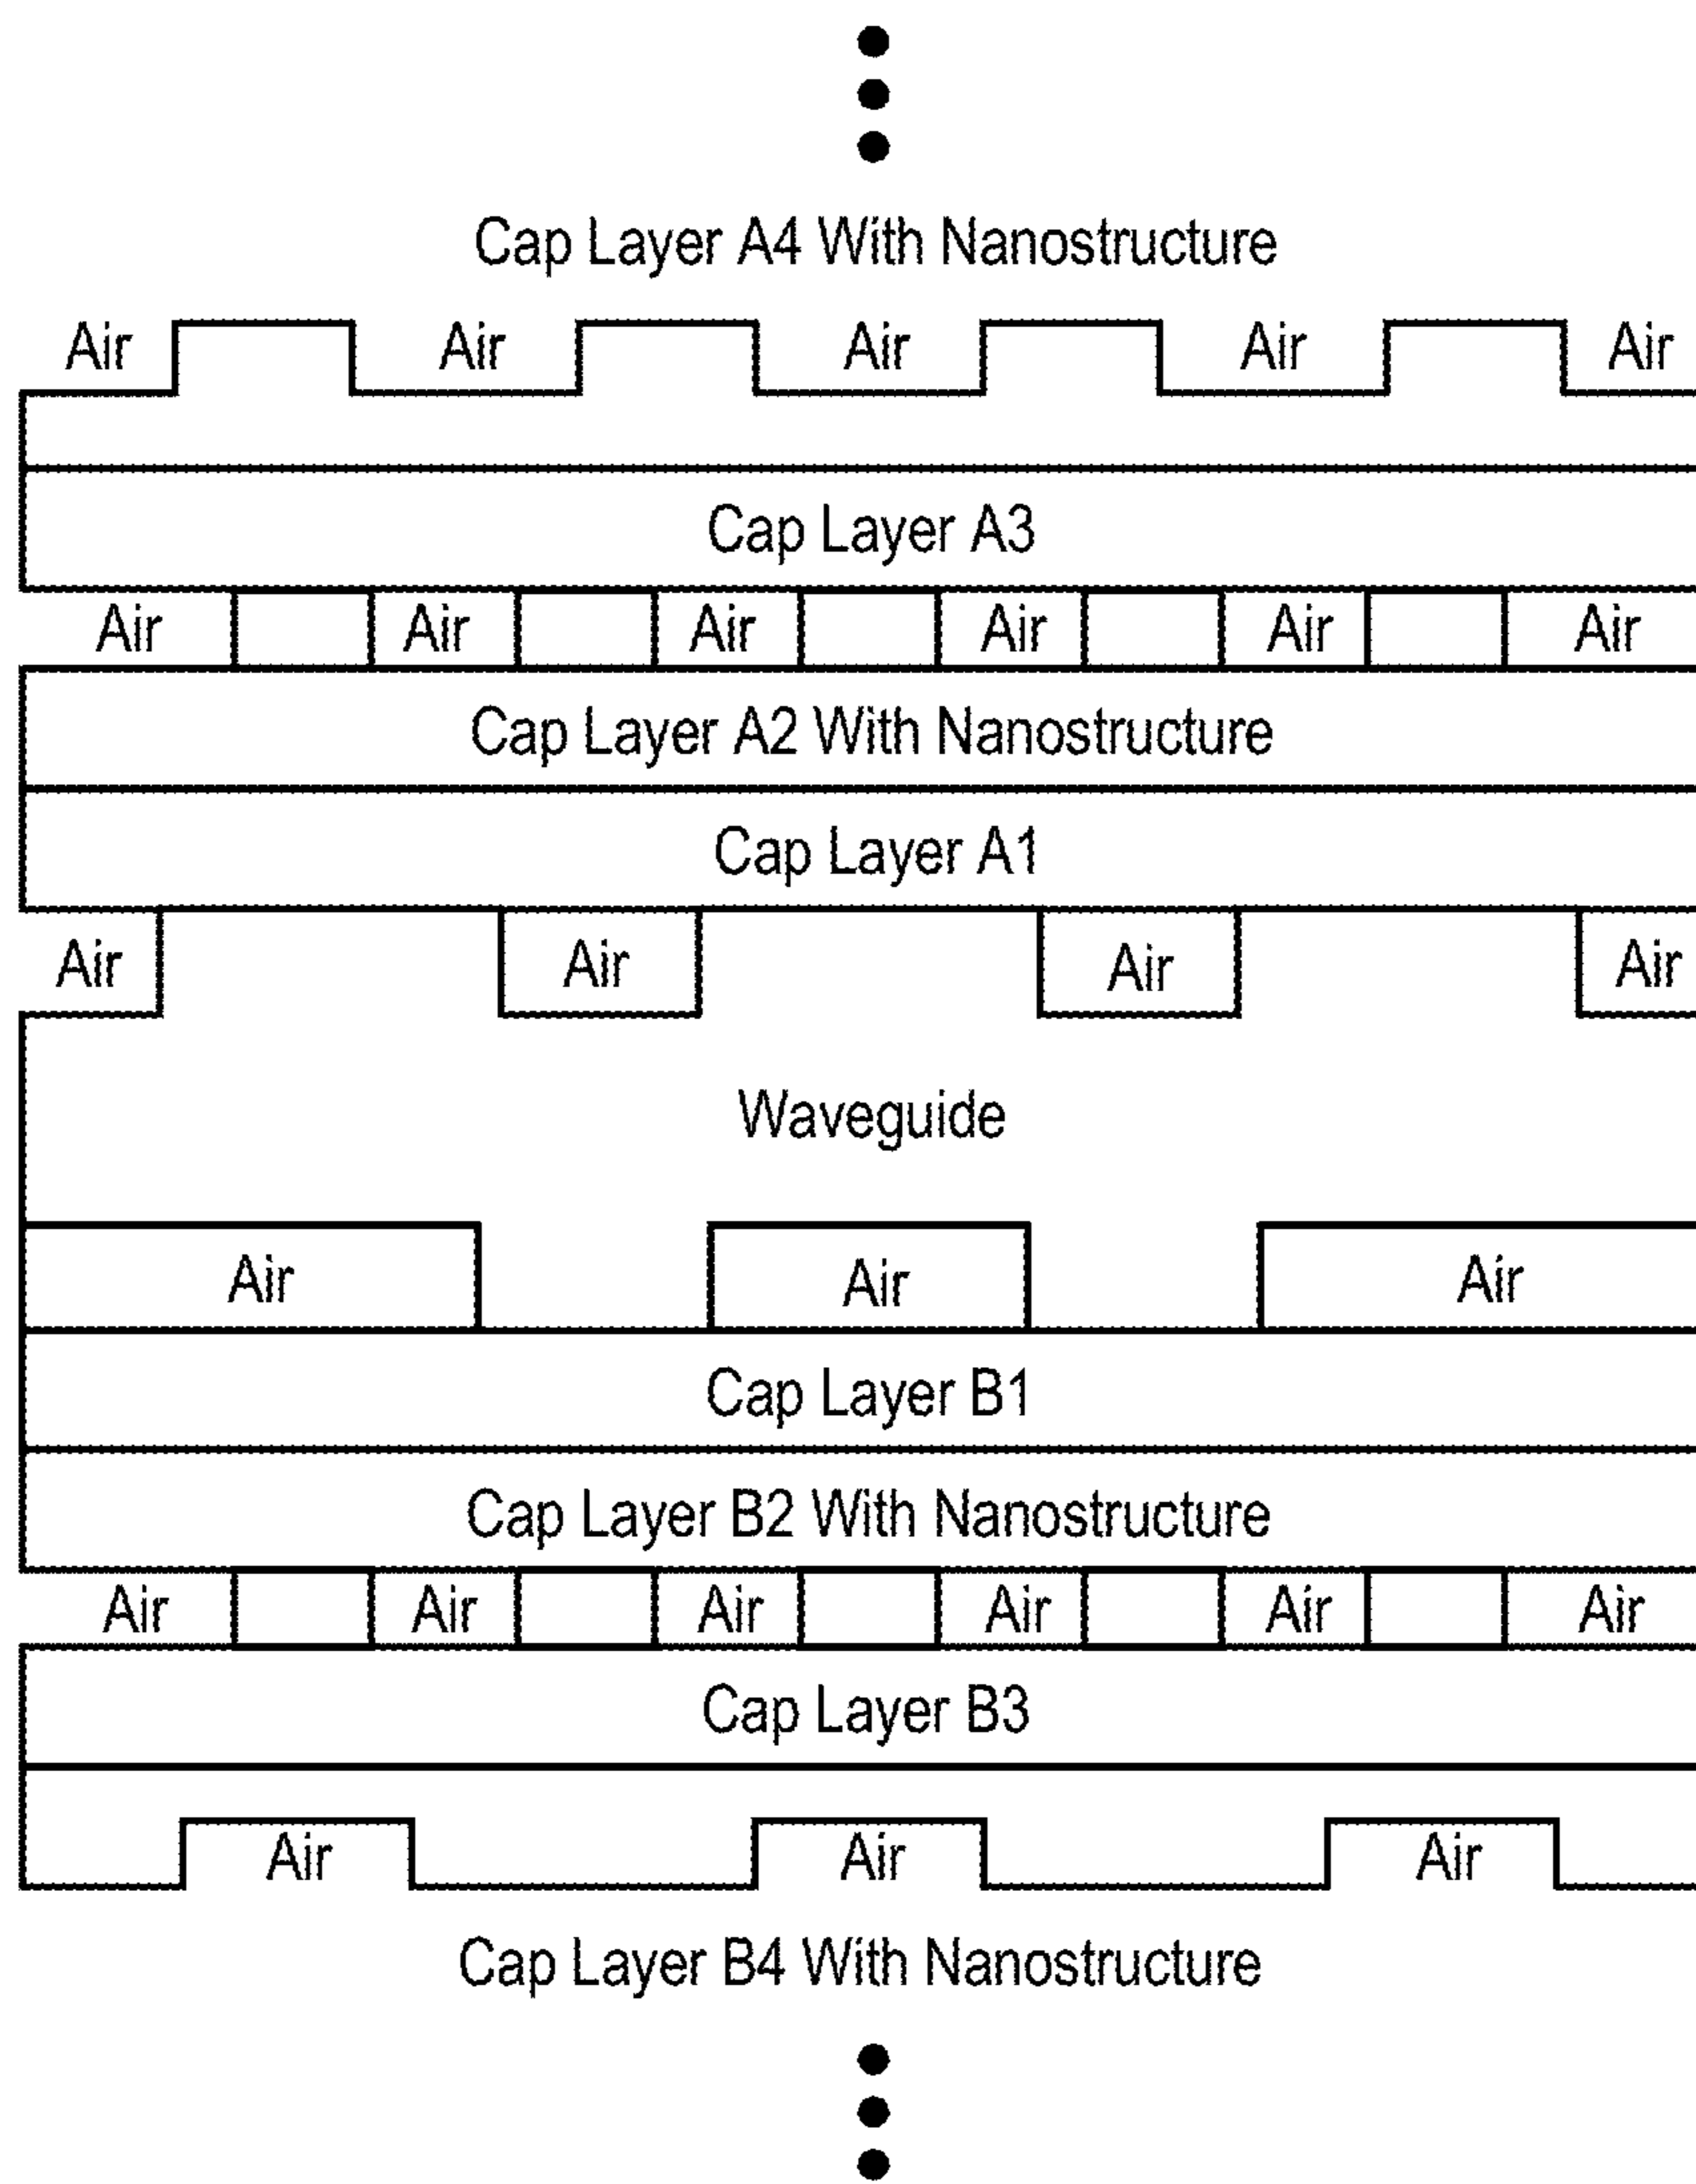 Cap Layer A4 With Nanostructure
Air Air Air Air Air
Cap Layer A3
Air Air Air Air Air Air
Cap Layer A2 With Nanostructure
Cap Layer A1
Air Air Air Air
Waveguide
Air Air Air
Cap Layer B1
Cap Layer B2 With Nanostructure
Air Air Air Air Air Air
Cap Layer B3
Air Air Air
Cap Layer B4 With Nanostructure